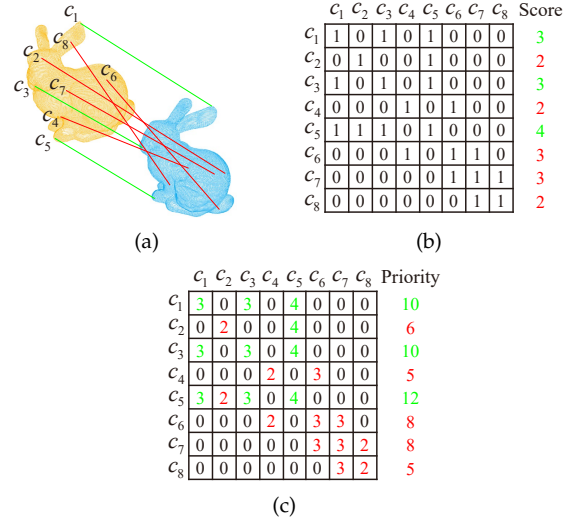 c1
c8
c2
c6
c3
c7
c4
c5
(a)
c1 c2 c3 c4 c5 c6 c7 c8 Score
c1 1 0 1 0 1 0 0 0 3
c2 0 1 0 0 1 0 0 0 2
c3 1 0 1 0 1 0 0 0 3
c4 0 0 0 1 0 1 0 0 2
c5 1 1 1 0 1 0 0 0 4
c6 0 0 0 1 0 1 1 0 3
c7 0 0 0 0 0 1 1 1 3
c8 0 0 0 0 0 0 1 1 2
(b)
c1 c2 c3 c4 c5 c6 c7 c8 Priority
c1 3 0 3 0 4 0 0 0 10
c2 0 2 0 0 4 0 0 0 6
c3 3 0 3 0 4 0 0 0 10
c4 0 0 0 2 0 3 0 0 5
c5 3 2 3 0 4 0 0 0 12
c6 0 0 0 2 0 3 3 0 8
c7 0 0 0 0 0 3 3 2 8
c8 0 0 0 0 0 0 3 2 5
(c)